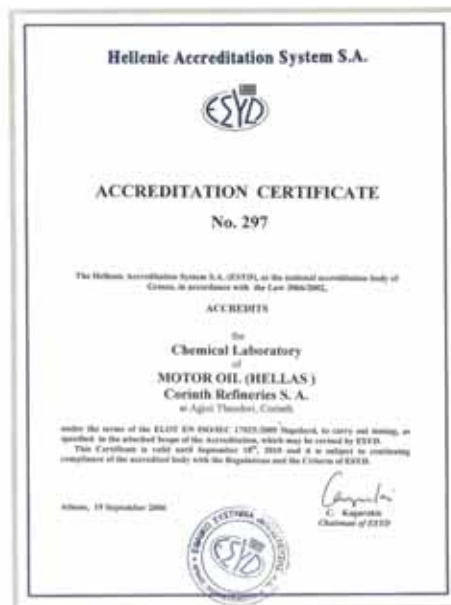 Hellenic Accreditation System S.A.
ΕΣΥD
ACCREDITATION CERTIFICATE
No. 297
The Hellenic Accreditation System S.A. (ESYD), as the national accreditation body of
Greece, in accordance with the Law 3066/2002,
ACCREDITS
the
Chemical Laboratory
of
MOTOR OIL (HELLAS )
Corinth Refineries S. A.
at Agioi Theodori, Corinth
under the terms of the ELOT EN ISO/IEC 17025:2005 Standard, to carry out testing, as
specified in the attached Scope of the Accreditation, which may be revised by ESYD.
This Certificate is valid until September 18th, 2010 and it is subject to continuing
compliance of the accredited body with the Regulations and the Criteria of ESYD.
Athens, 19 September 2006
Chairman of ESYD
ΕΣΥD